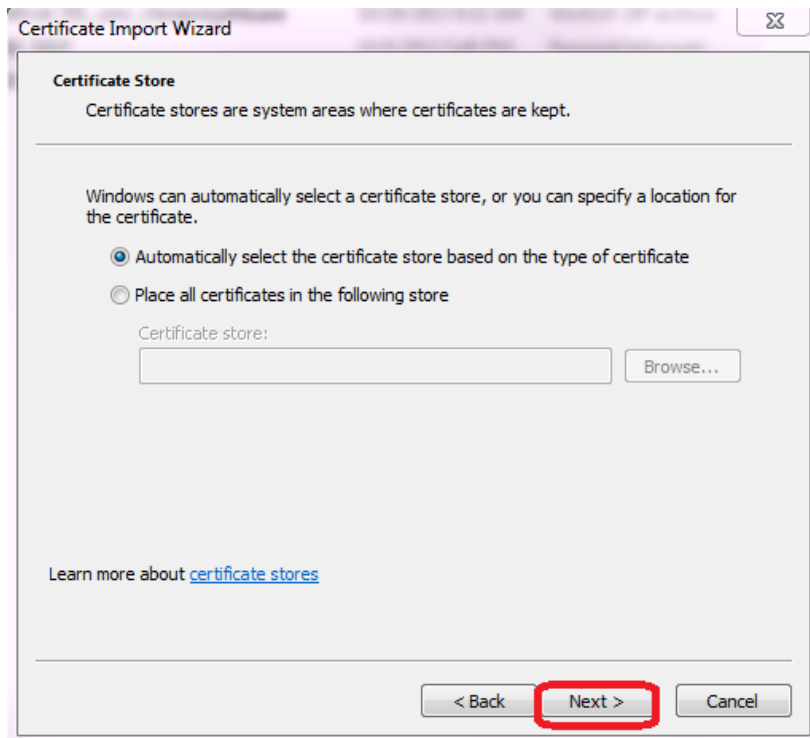 Certificate Import Wizard
Certificate Store
Certificate stores are system areas where certificates are kept.
Windows can automatically select a certificate store, or you can specify a location for
the certificate.
Automatically select the certificate store based on the type of certificate
Place all certificates in the following store
Certificate store:
Browse...
Learn more about certificate stores
< Back
Next >
Cancel